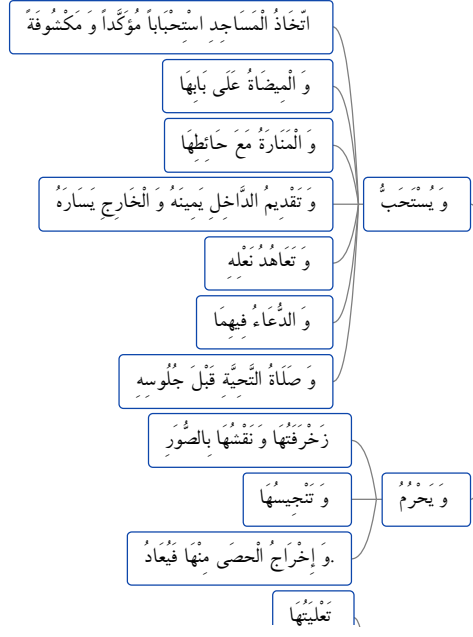 وَ يُسْتَحَبُّ
اتِّخَاذُ الْمَسَاجِدِ اسْتِحْبَاباً مُؤَكَّداً وَ مَكْشُوفَةً
وَ الْمِيضَاةُ عَلَى بَابِهَا
وَ الْمَنَارَةُ مَعَ حَائِطِهَا
وَ تَقْدِيمُ الدَّاخِلِ يَمِينَهُ وَ الْخَارِجِ يَسَارَهُ
وَ تَعَاهُدُ نَعْلِهِ
وَ الدُّعَاءُ فِيهِمَا
وَ صَلَاةُ التَّحِيَّةِ قَبْلَ جُلُوسِهِ
وَ يَحْرُمُ
زَخْرَفَتُهَا وَ نَقْشُهَا بِالصُّوَرِ
وَ تَنْجِيسُهَا
.وَ إِخْرَاجُ الْحَصَى مِنْهَا فَيُعَادُ
تَعْلِيَتُهَا